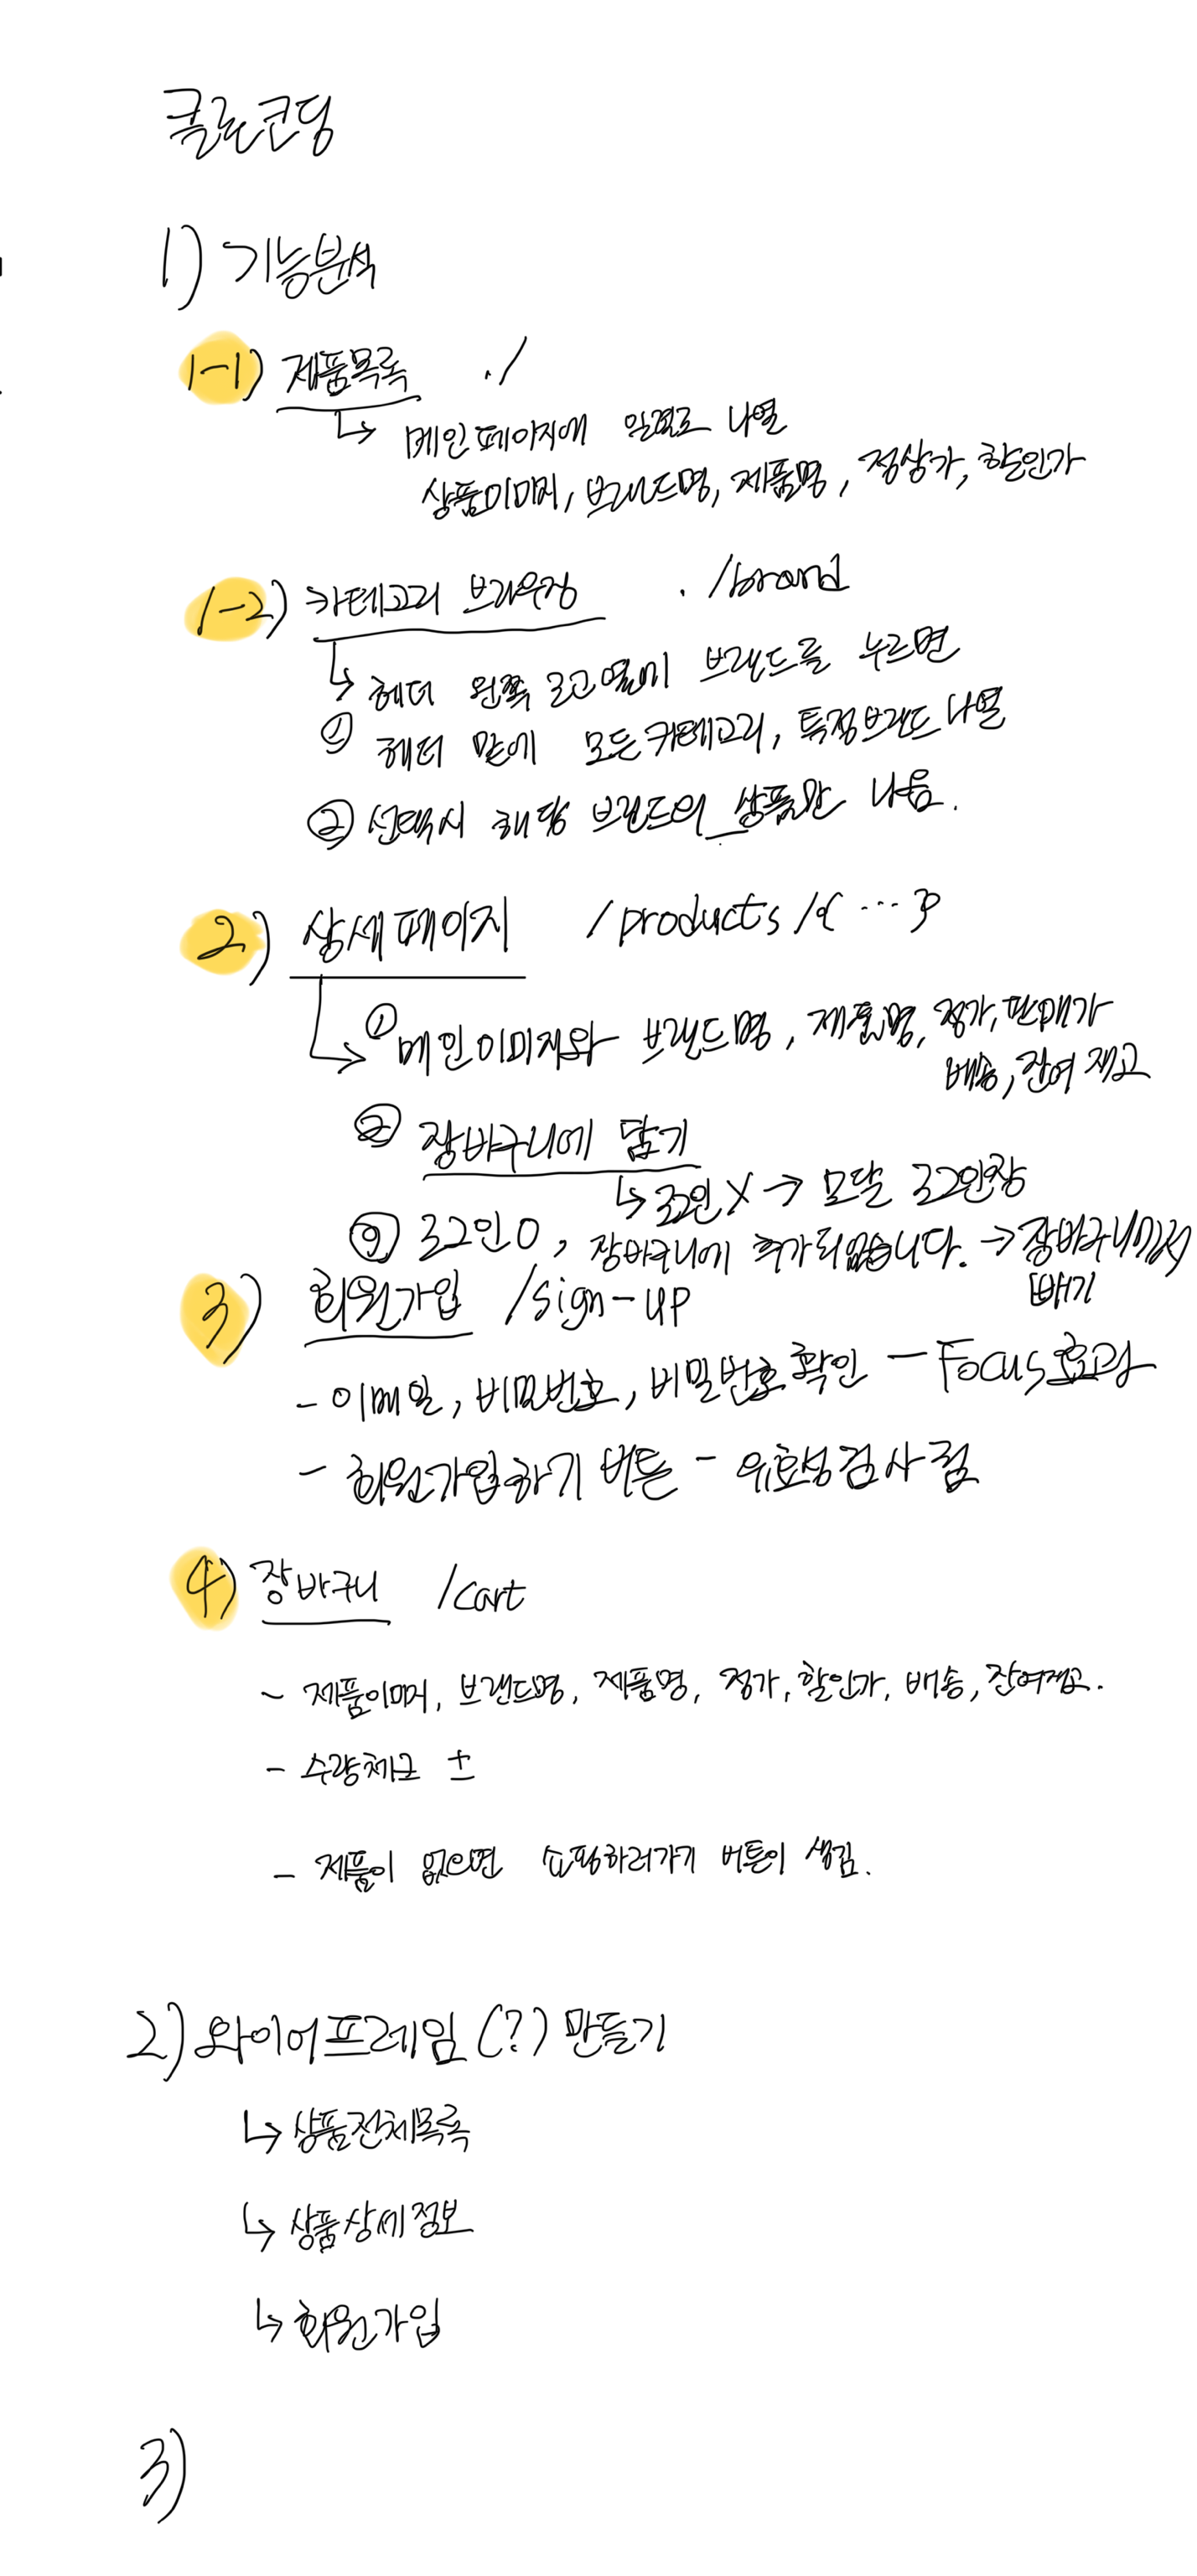 클론코딩
1) 기능분석
1-1) 제품목록 ./
↳ 메인페이지에 일렬로 나열
상품이미지, 브랜드명, 제품명, 정상가, 할인가
1-2) 카테고리 브라우징 . /brand
↳ 헤더 왼쪽 로고 옆에 브랜드를 누르면
① 헤더 밑에 모든카테고리, 특정브랜드 나열
② 선택시 해당 브랜드의 상품만 나옴.
2) 상세페이지 /products/{ ... }
↳ ① 메인이미지와 브랜드명, 제품명, 정가, 판매가
배송, 잔여 재고
② 장바구니에 담기
↳ 로그인 X → 모달 로그인창
③ 로그인 O, 장바구니에 추가되었습니다. → 장바구니에서
빼기
3) 회원가입 /sign-up
- 이메일, 비밀번호, 비밀번호 확인 - Focus효과
- 회원가입하기 버튼 - 유효성검사
4) 장바구니 /cart
- 제품이미지, 브랜드명, 제품명, 정가, 할인가, 배송, 잔여재고.
- 수량체크 ±
- 제품이 없으면 쇼핑하러가기 버튼이 생김.
2) 와이어프레임(?) 만들기
↳ 상품전체목록
↳ 상품상세정보
↳ 회원가입
3)